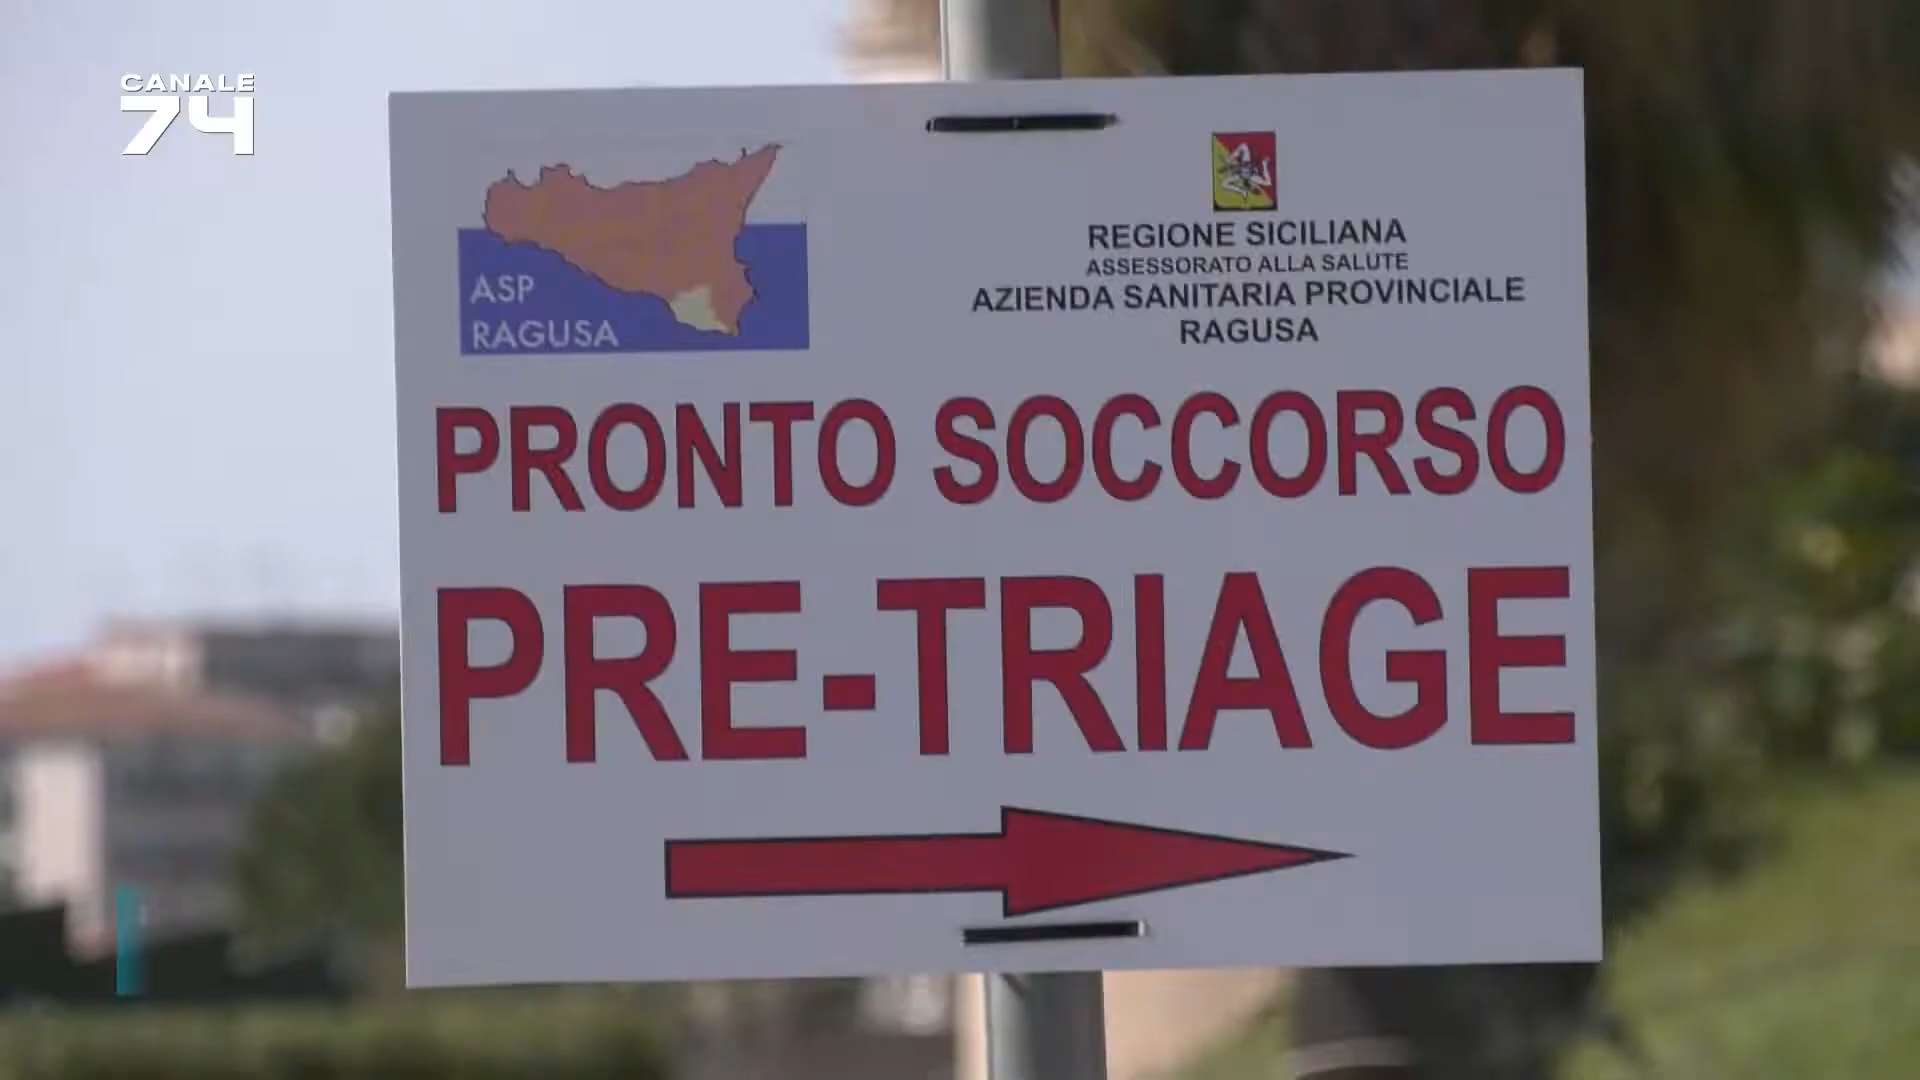 CANALE
74
ASP
RAGUSA
REGIONE SICILIANA
ASSESSORATO ALLA SALUTE
AZIENDA SANITARIA PROVINCIALE
RAGUSA
PRONTO SOCCORSO
PRE-TRIAGE